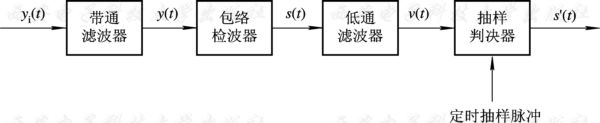 yi(t)
带通
滤波器
y(t)
包络
检波器
s(t)
低通
滤波器
v(t)
抽样
判决器
s'(t)
定时抽样脉冲